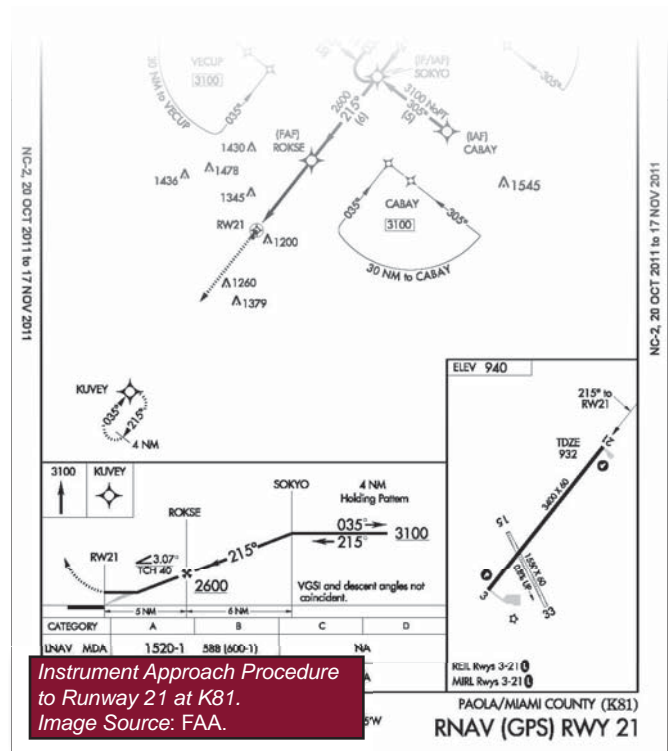 NC-2, 20 OCT 2011 to 17 NOV 2011
VECUP
3100
30 NM to VECUP
035°
(IF/IAF)
SOKYO
2600
215°
(6)
3100 NoPT
305°
(5)
(IAF)
CABAY
305°
(FAF)
ROKSE
1430
1478
1436
1345
1545
RW21
1200
1260
1379
035°
CABAY
3100
305°
30 NM to CABAY
NC-2, 20 OCT 2011 to 17 NOV 2011
KUVEY
035°
215°
4 NM
ELEV 940
215° to
RW21
TDZE
932
21
3400 X 60
15
33
3
3100
KUVEY
ROKSE
SOKYO
4 NM
Holding Pattern
035°
215°
3100
215°
RW21
3.07°
TCH 40
2600
VGSI and descent angles not
coincident.
5 NM
6 NM
CATEGORY A B C D
LNAV MDA 1520-1 588 (600-1) NA
REIL Rwys 3-21 L
MIRL Rwys 3-21 L
Instrument Approach Procedure
to Runway 21 at K81.
Image Source: FAA.
PAOLA/MIAMI COUNTY (K81)
RNAV (GPS) RWY 21